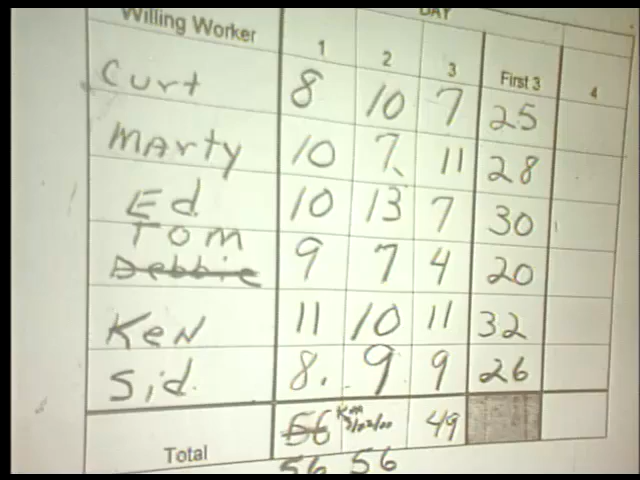 DAY
Willing Worker 1 2 3 First 3 4
Curt 8 10 7 25
Marty 10 7 11 28
Ed 10 13 7 30
Tom
Debbie 9 7 4 20
Ken 11 10 11 32
Sid. 8. 9 9 26
Total 56 49
56 56